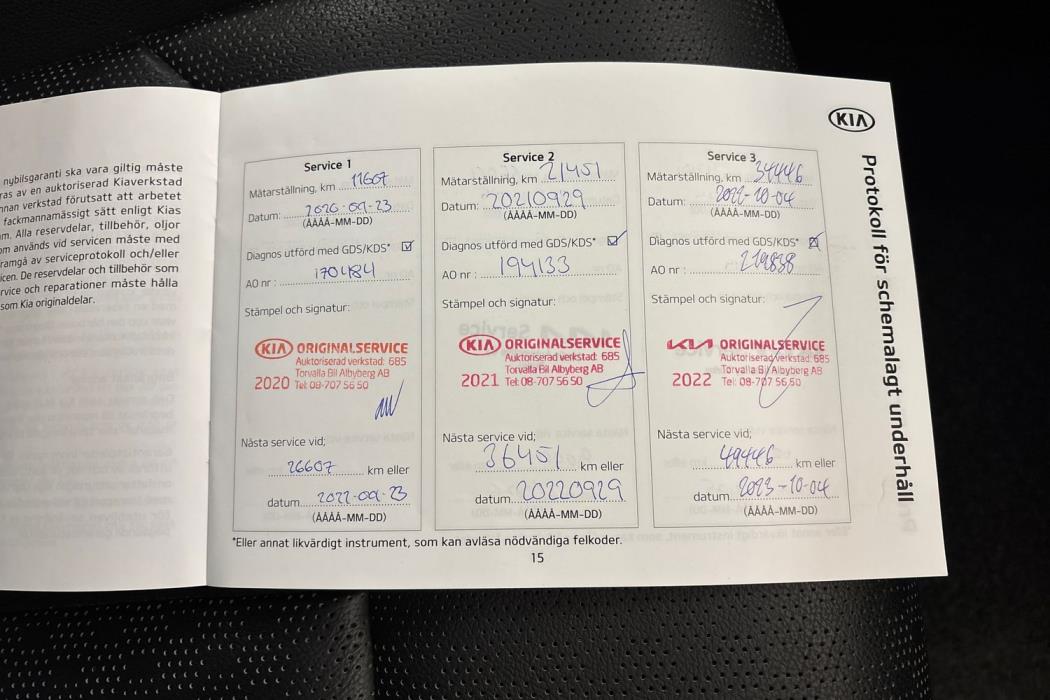 nybilsgaranti ska vara giltig måste
ras av en auktoriserad Kiaverkstad
nnan verkstad förutsatt att arbetet
fackmannamässigt sätt enligt Kias
m. Alla reservdelar, tillbehör, oljor
om används vid servicen måste med
ramgå av serviceprotokoll och/eller
icen. De reservdelar och tillbehör som
rvice och reparationer måste hålla
som Kia originaldelar.
KIA
Protokoll för schemalagt underhåll
Service 1
Mätarställning, km 11607
Datum: 2020-09-23
(ÅÅÅÅ-MM-DD)
Diagnos utförd med GDS/KDS* ☑
AO nr : 170484
Stämpel och signatur:
KIA ORIGINALSERVICE
Auktoriserad verkstad: 685
Torvalla Bil Albyberg AB
2020 Tel: 08-707 56 50
Nästa service vid;
26607 km eller
datum 2022-09-23
(ÅÅÅÅ-MM-DD)
Service 2
Mätarställning, km 21451
Datum: 20210929
(ÅÅÅÅ-MM-DD)
Diagnos utförd med GDS/KDS* ☑
AO nr : 194133
Stämpel och signatur:
KIA ORIGINALSERVICE
Auktoriserad verkstad: 685
Torvalla Bil Albyberg AB
2021 Tel: 08-707 56 50
Nästa service vid;
36451 km eller
datum 20220929
(ÅÅÅÅ-MM-DD)
Service 3
Mätarställning, km 34446
Datum: 2022-10-04
(ÅÅÅÅ-MM-DD)
Diagnos utförd med GDS/KDS* ☒
AO nr : 219838
Stämpel och signatur:
KIA ORIGINALSERVICE
Auktoriserad verkstad: 685
Torvalla Bil Albyberg AB
2022 Tel: 08-707 56 50
Nästa service vid;
49446 km eller
datum 2023-10-04
(ÅÅÅÅ-MM-DD)
*Eller annat likvärdigt instrument, som kan avläsa nödvändiga felkoder.
15